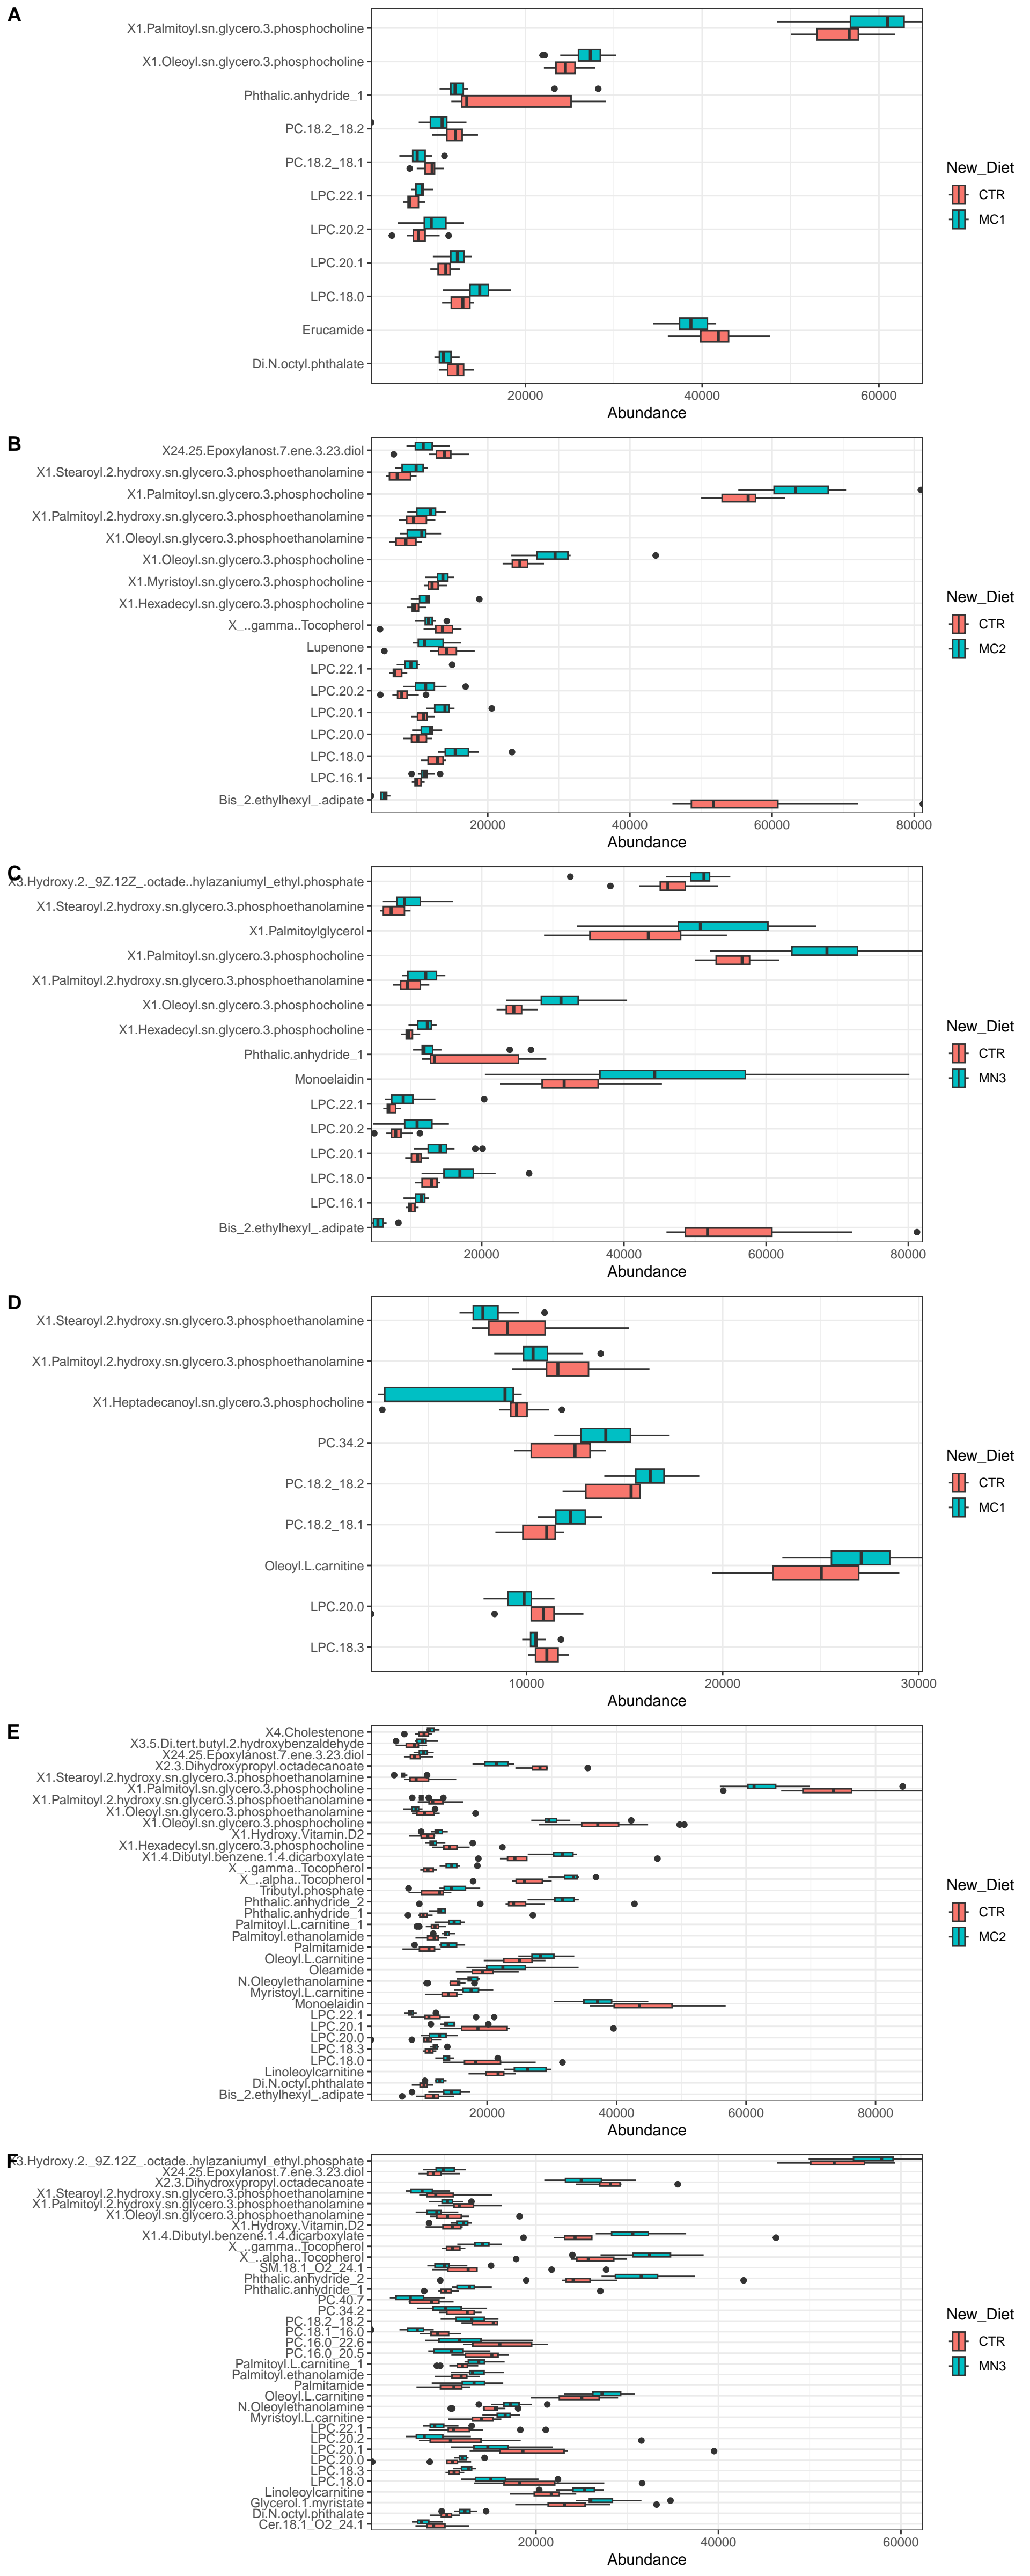 A
X1.Palmitoyl.sn.glycero.3.phosphocholine
X1.Oleoyl.sn.glycero.3.phosphocholine
Phthalic.anhydride_1
PC.18.2_18.2
PC.18.2_18.1
LPC.22.1
LPC.20.2
LPC.20.1
LPC.18.0
Erucamide
Di.N.octyl.phthalate
20000 40000 60000
Abundance
New_Diet
CTR
MC1
B
X24.25.Epoxylanost.7.ene.3.23.diol
X1.Stearoyl.2.hydroxy.sn.glycero.3.phosphoethanolamine
X1.Palmitoyl.sn.glycero.3.phosphocholine
X1.Palmitoyl.2.hydroxy.sn.glycero.3.phosphoethanolamine
X1.Oleoyl.sn.glycero.3.phosphoethanolamine
X1.Oleoyl.sn.glycero.3.phosphocholine
X1.Myristoyl.sn.glycero.3.phosphocholine
X1.Hexadecyl.sn.glycero.3.phosphocholine
X_..gamma..Tocopherol
Lupenone
LPC.22.1
LPC.20.2
LPC.20.1
LPC.20.0
LPC.18.0
LPC.16.1
Bis_2.ethylhexyl_.adipate
20000 40000 60000 80000
Abundance
New_Diet
CTR
MC2
C
X3.Hydroxy.2._9Z.12Z_.octade..hylazaniumyl_ethyl.phosphate
X1.Stearoyl.2.hydroxy.sn.glycero.3.phosphoethanolamine
X1.Palmitoylglycerol
X1.Palmitoyl.sn.glycero.3.phosphocholine
X1.Palmitoyl.2.hydroxy.sn.glycero.3.phosphoethanolamine
X1.Oleoyl.sn.glycero.3.phosphocholine
X1.Hexadecyl.sn.glycero.3.phosphocholine
Phthalic.anhydride_1
Monoelaidin
LPC.22.1
LPC.20.2
LPC.20.1
LPC.18.0
LPC.16.1
Bis_2.ethylhexyl_.adipate
20000 40000 60000 80000
Abundance
New_Diet
CTR
MN3
D
X1.Stearoyl.2.hydroxy.sn.glycero.3.phosphoethanolamine
X1.Palmitoyl.2.hydroxy.sn.glycero.3.phosphoethanolamine
X1.Heptadecanoyl.sn.glycero.3.phosphocholine
PC.34.2
PC.18.2_18.2
PC.18.2_18.1
Oleoyl.L.carnitine
LPC.20.0
LPC.18.3
10000 20000 30000
Abundance
New_Diet
CTR
MC1
E
X4.Cholestenone
X3.5.Di.tert.butyl.2.hydroxybenzaldehyde
X24.25.Epoxylanost.7.ene.3.23.diol
X2.3.Dihydroxypropyl.octadecanoate
X1.Stearoyl.2.hydroxy.sn.glycero.3.phosphoethanolamine
X1.Palmitoyl.sn.glycero.3.phosphocholine
X1.Palmitoyl.2.hydroxy.sn.glycero.3.phosphoethanolamine
X1.Oleoyl.sn.glycero.3.phosphoethanolamine
X1.Oleoyl.sn.glycero.3.phosphocholine
X1.Hydroxy.Vitamin.D2
X1.Hexadecyl.sn.glycero.3.phosphocholine
X1.4.Dibutyl.benzene.1.4.dicarboxylate
X_..gamma..Tocopherol
X_..alpha..Tocopherol
Tributyl.phosphate
Phthalic.anhydride_2
Phthalic.anhydride_1
Palmitoyl.L.carnitine_1
Palmitoyl.ethanolamide
Palmitamide
Oleoyl.L.carnitine
Oleamide
N.Oleoylethanolamine
Myristoyl.L.carnitine
Monoelaidin
LPC.22.1
LPC.20.1
LPC.20.0
LPC.18.3
LPC.18.0
Linoleoylcarnitine
Di.N.octyl.phthalate
Bis_2.ethylhexyl_.adipate
20000 40000 60000 80000
Abundance
New_Diet
CTR
MC2
F
X3.Hydroxy.2._9Z.12Z_.octade..hylazaniumyl_ethyl.phosphate
X24.25.Epoxylanost.7.ene.3.23.diol
X2.3.Dihydroxypropyl.octadecanoate
X1.Stearoyl.2.hydroxy.sn.glycero.3.phosphoethanolamine
X1.Palmitoyl.2.hydroxy.sn.glycero.3.phosphoethanolamine
X1.Oleoyl.sn.glycero.3.phosphoethanolamine
X1.Hydroxy.Vitamin.D2
X1.4.Dibutyl.benzene.1.4.dicarboxylate
X_..gamma..Tocopherol
X_..alpha..Tocopherol
SM.18.1_O2_24.1
Phthalic.anhydride_2
Phthalic.anhydride_1
PC.40.7
PC.34.2
PC.18.2_18.2
PC.18.1_16.0
PC.16.0_22.6
PC.16.0_20.5
Palmitoyl.L.carnitine_1
Palmitoyl.ethanolamide
Palmitamide
Oleoyl.L.carnitine
N.Oleoylethanolamine
Myristoyl.L.carnitine
LPC.22.1
LPC.20.2
LPC.20.1
LPC.20.0
LPC.18.3
LPC.18.0
Linoleoylcarnitine
Glycerol.1.myristate
Di.N.octyl.phthalate
Cer.18.1_O2_24.1
20000 40000 60000
Abundance
New_Diet
CTR
MN3